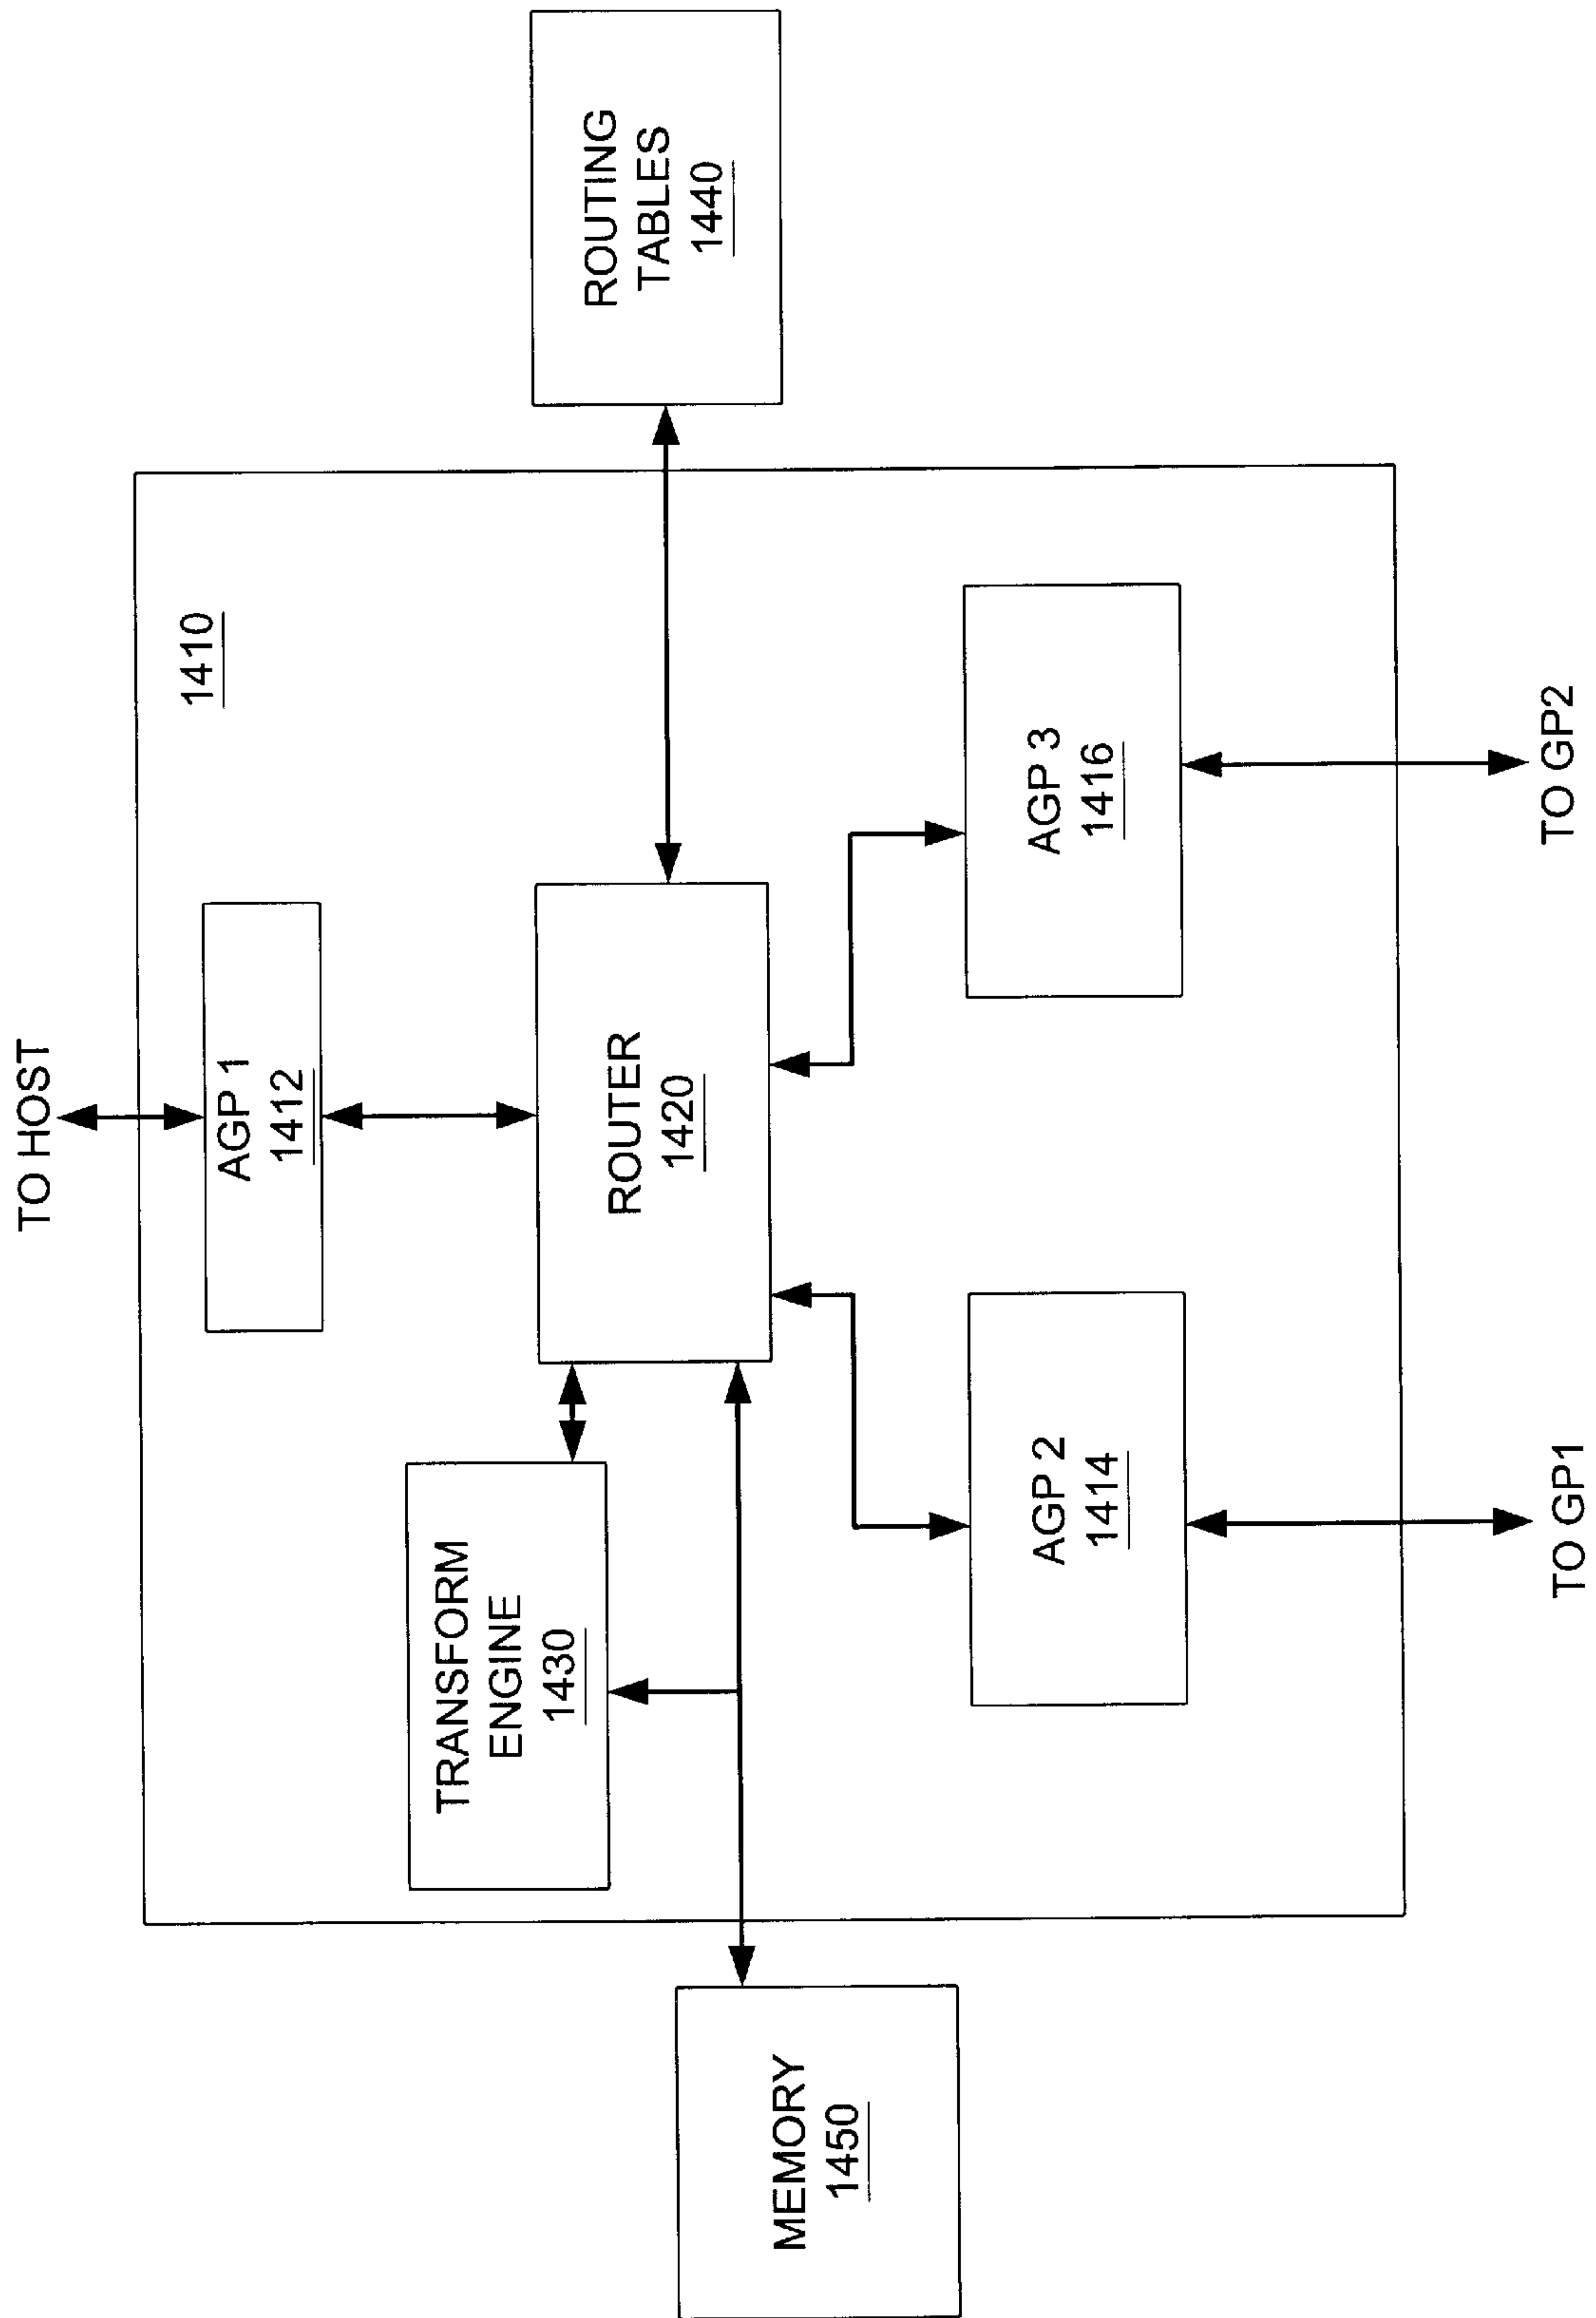 TO HOST
1410
AGP 1
1412
TRANSFORM
ENGINE
1430
ROUTER
1420
ROUTING
TABLES
1440
MEMORY
1450
AGP 2
1414
AGP 3
1416
TO GP1
TO GP2